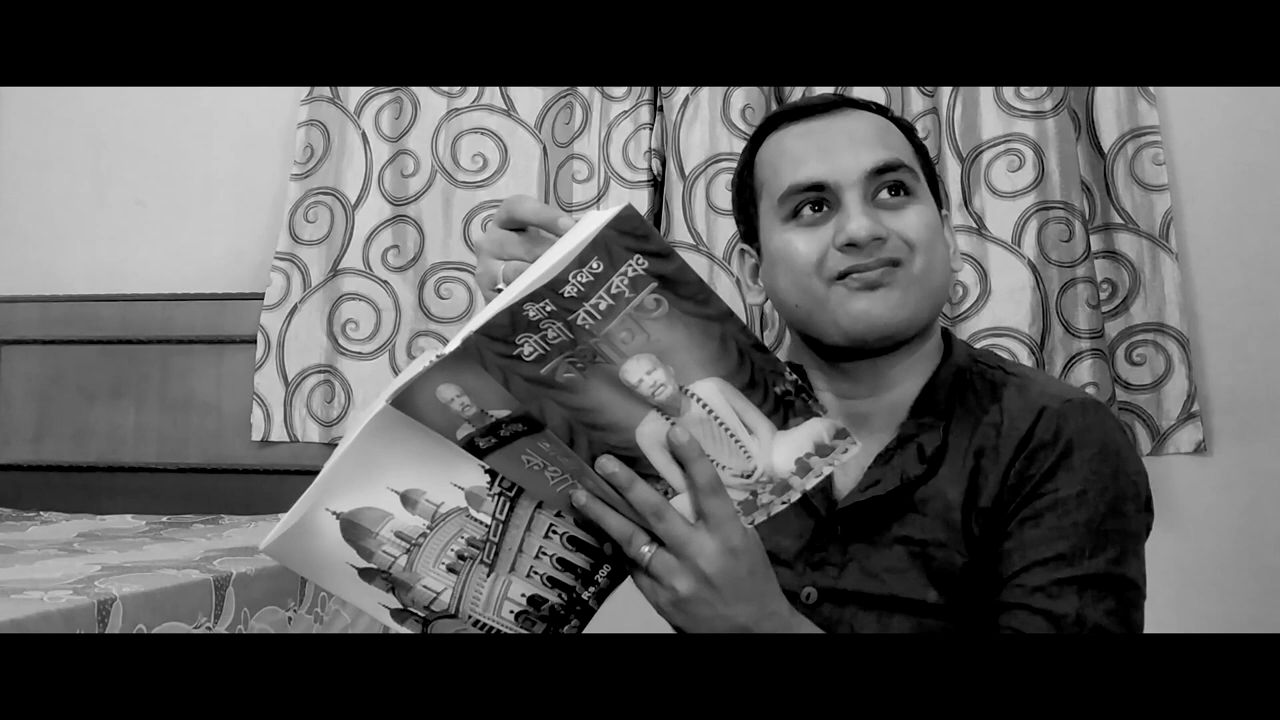 শ্রীম কথিত
শ্রীশ্রী রামকৃষ্ণ
কথামৃত
Rs. 200